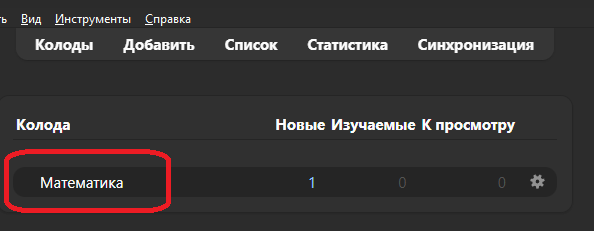 ть Вид Инструменты Справка
Колоды Добавить Список Статистика Синхронизация
Колода Новые Изучаемые К просмотру
Математика 1 0 0